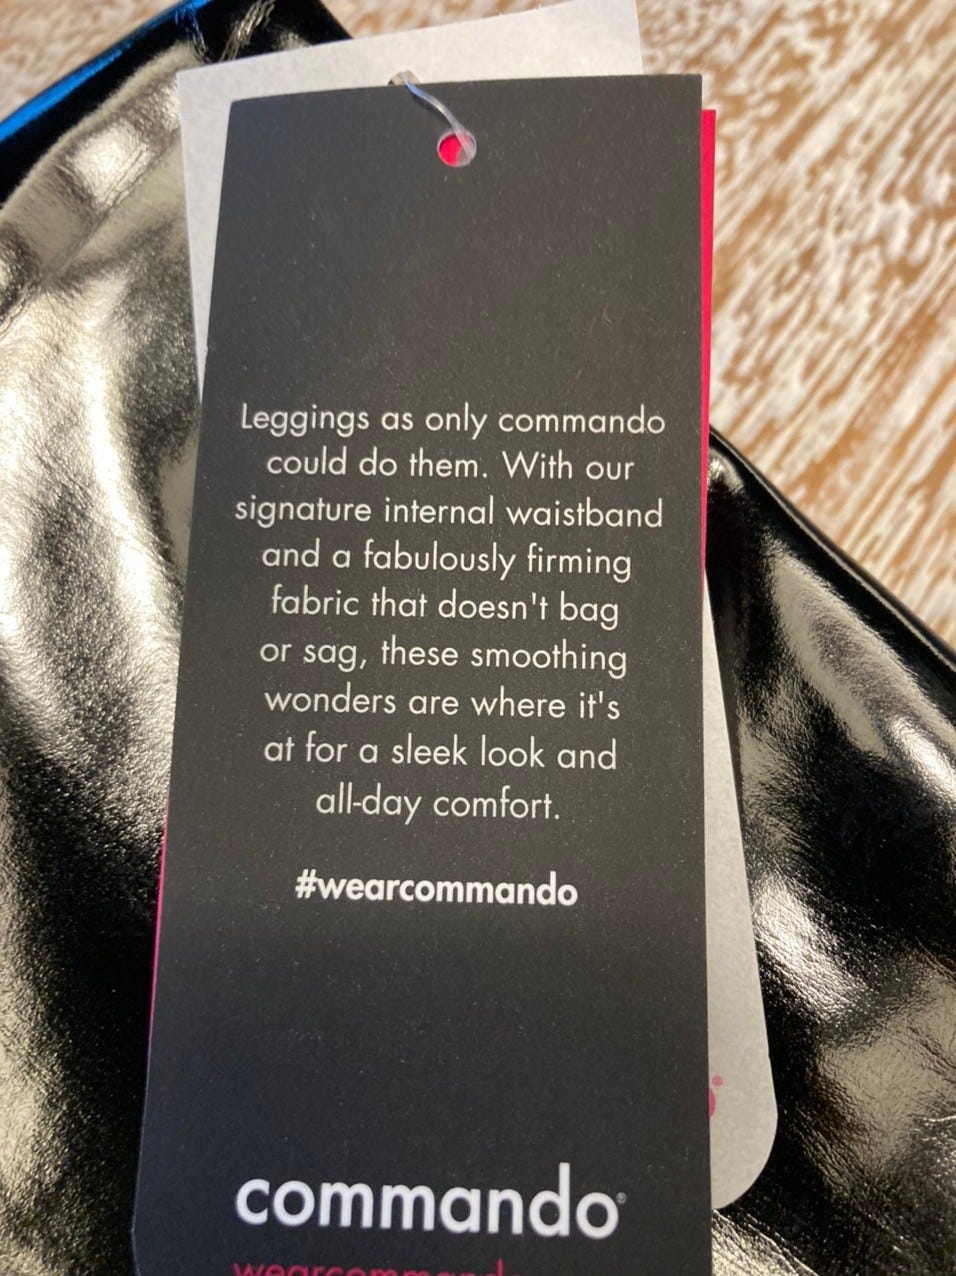 Leggings as only commando
could do them. With our
signature internal waistband
and a fabulously firming
fabric that doesn't bag
or sag, these smoothing
wonders are where it's
at for a sleek look and
all-day comfort.
#wearcommando
commando®